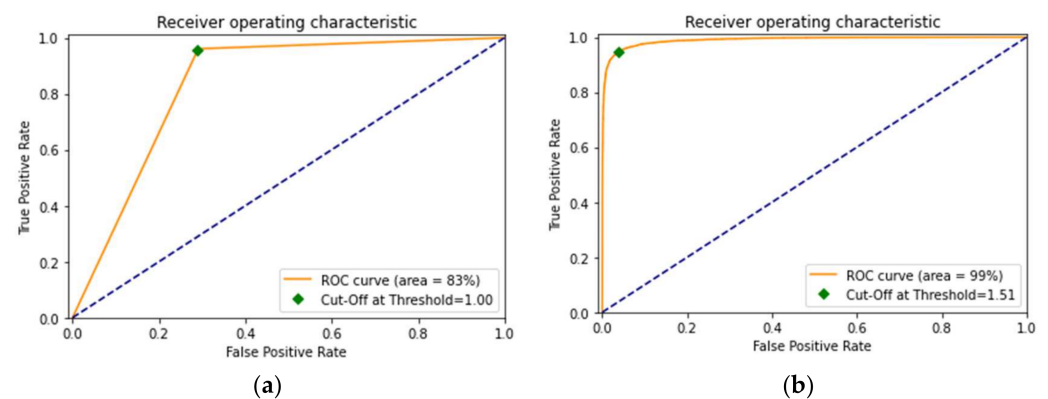 Receiver operating characteristic
1.0
0.8
0.6
0.4
0.2
0.0
True Positive Rate
ROC curve (area = 83%)
Cut-Off at Threshold=1.00
0.0 0.2 0.4 0.6 0.8 1.0
False Positive Rate
(a)
Receiver operating characteristic
1.0
0.8
0.6
0.4
0.2
0.0
True Positive Rate
ROC curve (area = 99%)
Cut-Off at Threshold=1.51
0.0 0.2 0.4 0.6 0.8 1.0
False Positive Rate
(b)